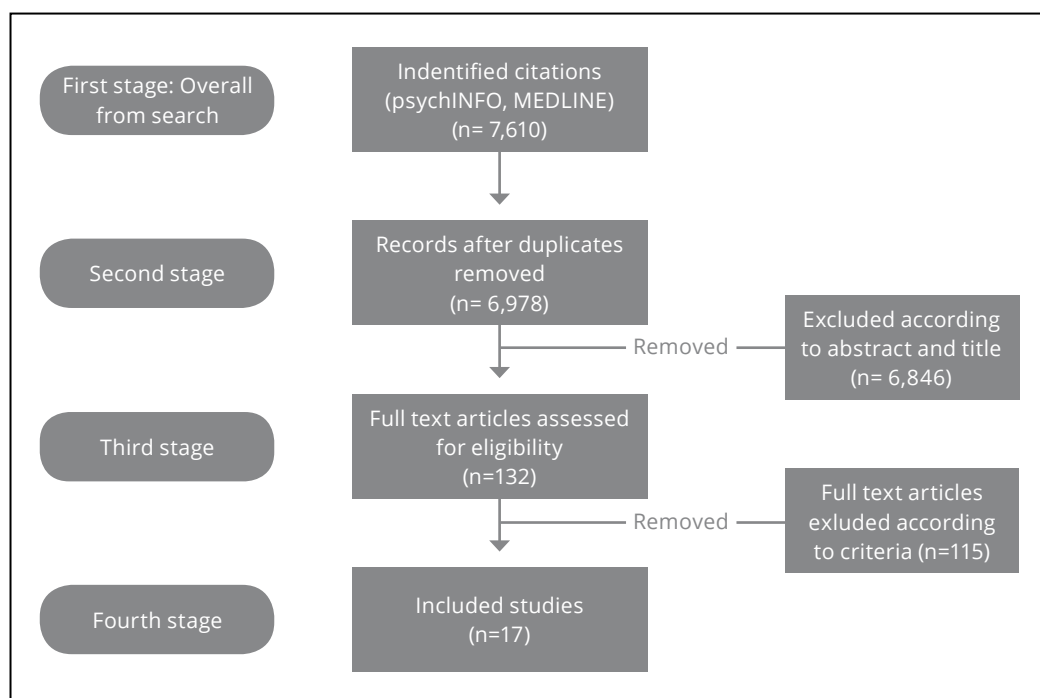 First stage: Overall
from search
Indentified citations
(psychINFO, MEDLINE)
(n= 7,610)
Second stage
Records after duplicates
removed
(n= 6,978)
Removed
Excluded according
to abstract and title
(n= 6,846)
Third stage
Full text articles assessed
for eligibility
(n=132)
Removed
Full text articles
exluded according
to criteria (n=115)
Fourth stage
Included studies
(n=17)